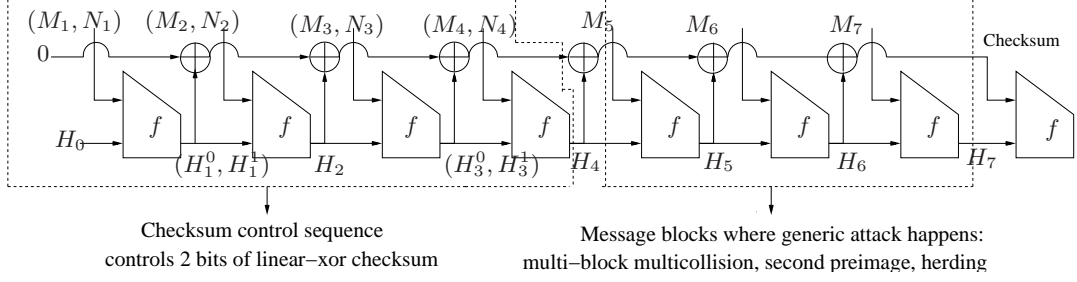 (M₁, N₁) (M₂, N₂) (M₃, N₃) (M₄, N₄) M₅ M₆ M₇
0 Checksum
f f f f f f f f
H₀ (H₁⁰, H₁¹) H₂ (H₃⁰, H₃¹) H₄ H₅ H₆ H₇
Checksum control sequence
controls 2 bits of linear−xor checksum
Message blocks where generic attack happens:
multi−block multicollision, second preimage, herding